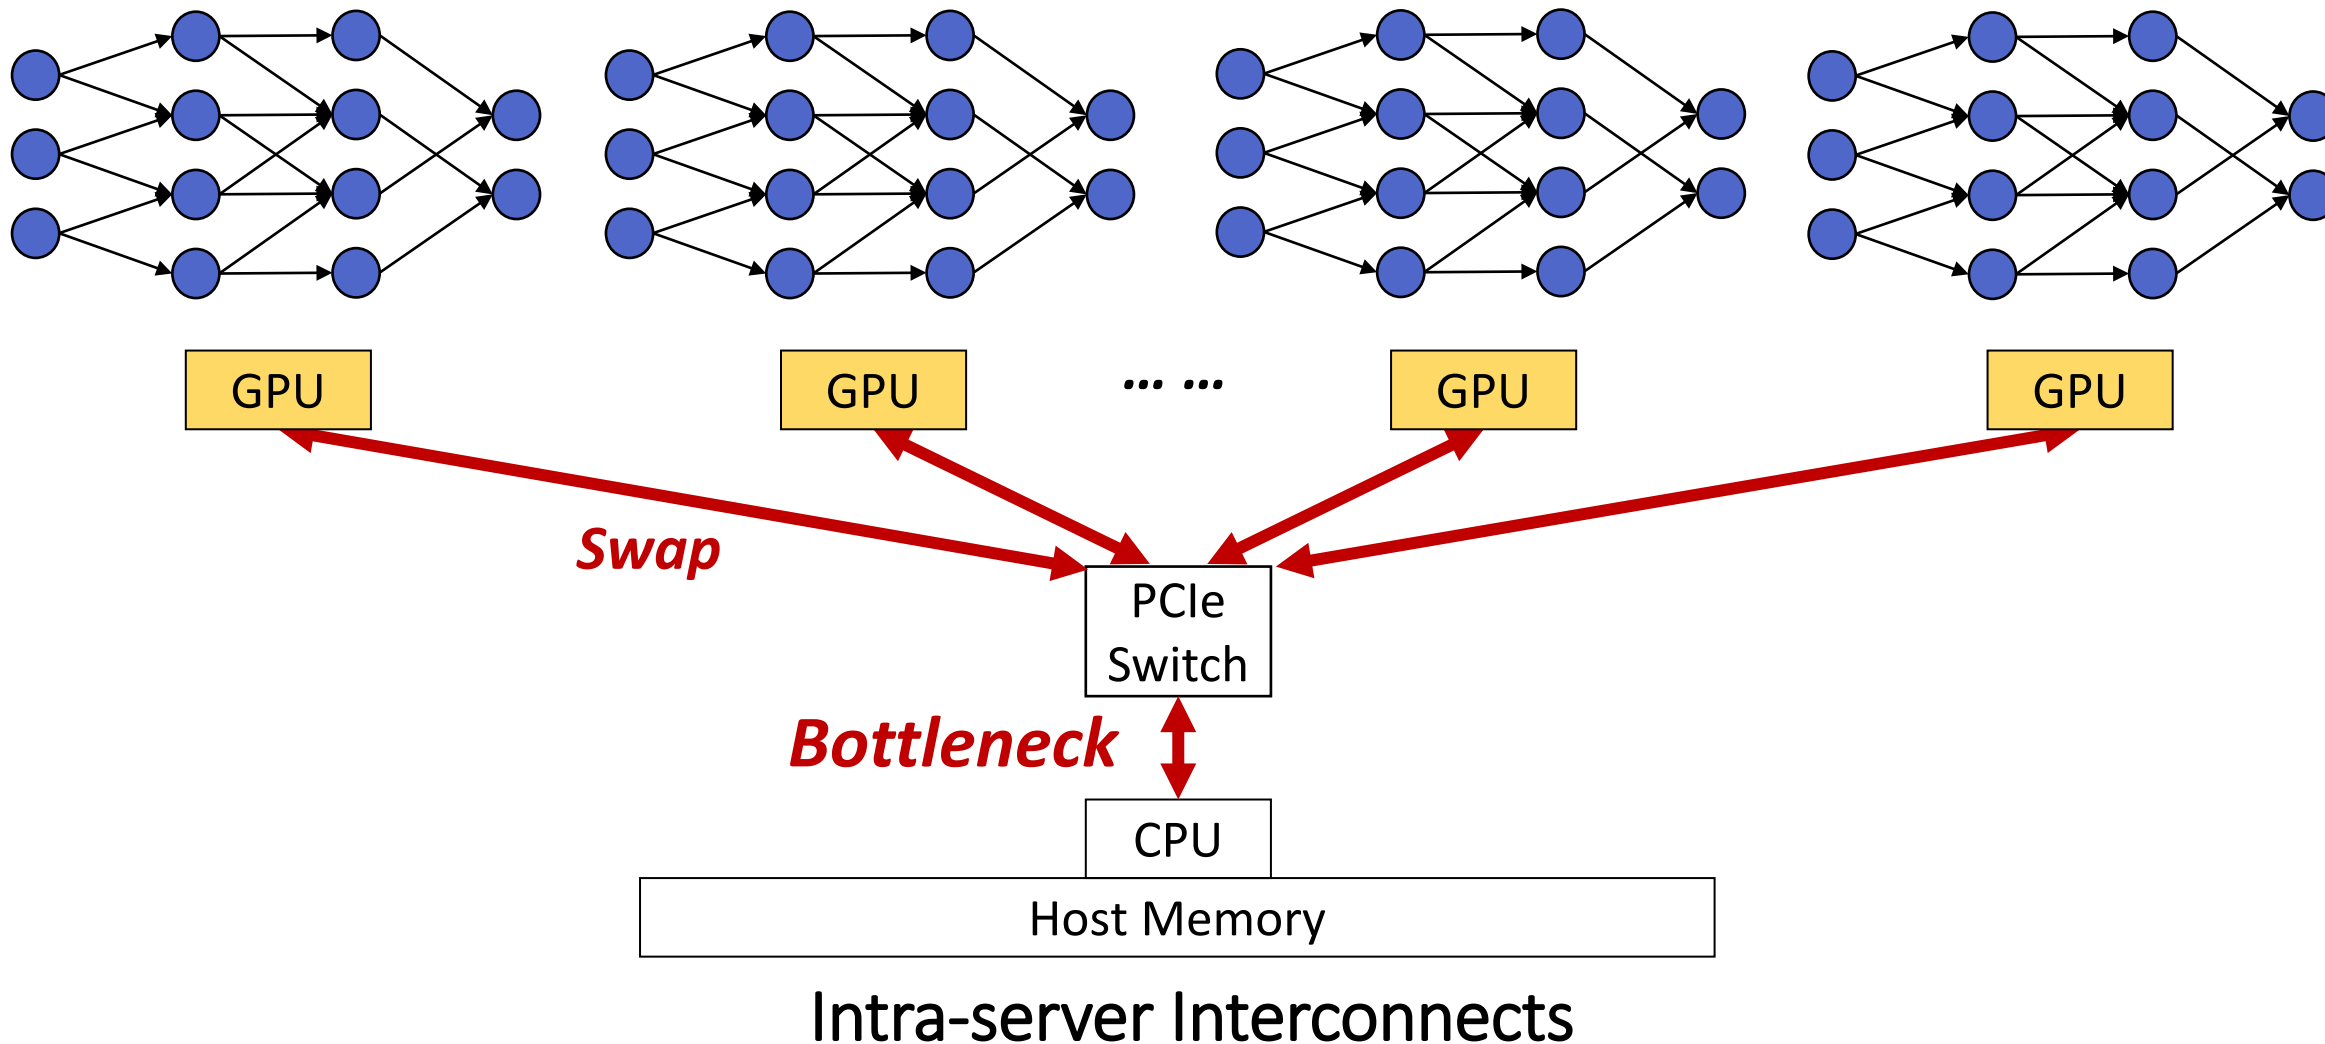 GPU
GPU
... ...
GPU
GPU
Swap
PCIe
Switch
Bottleneck
CPU
Host Memory
Intra-server Interconnects